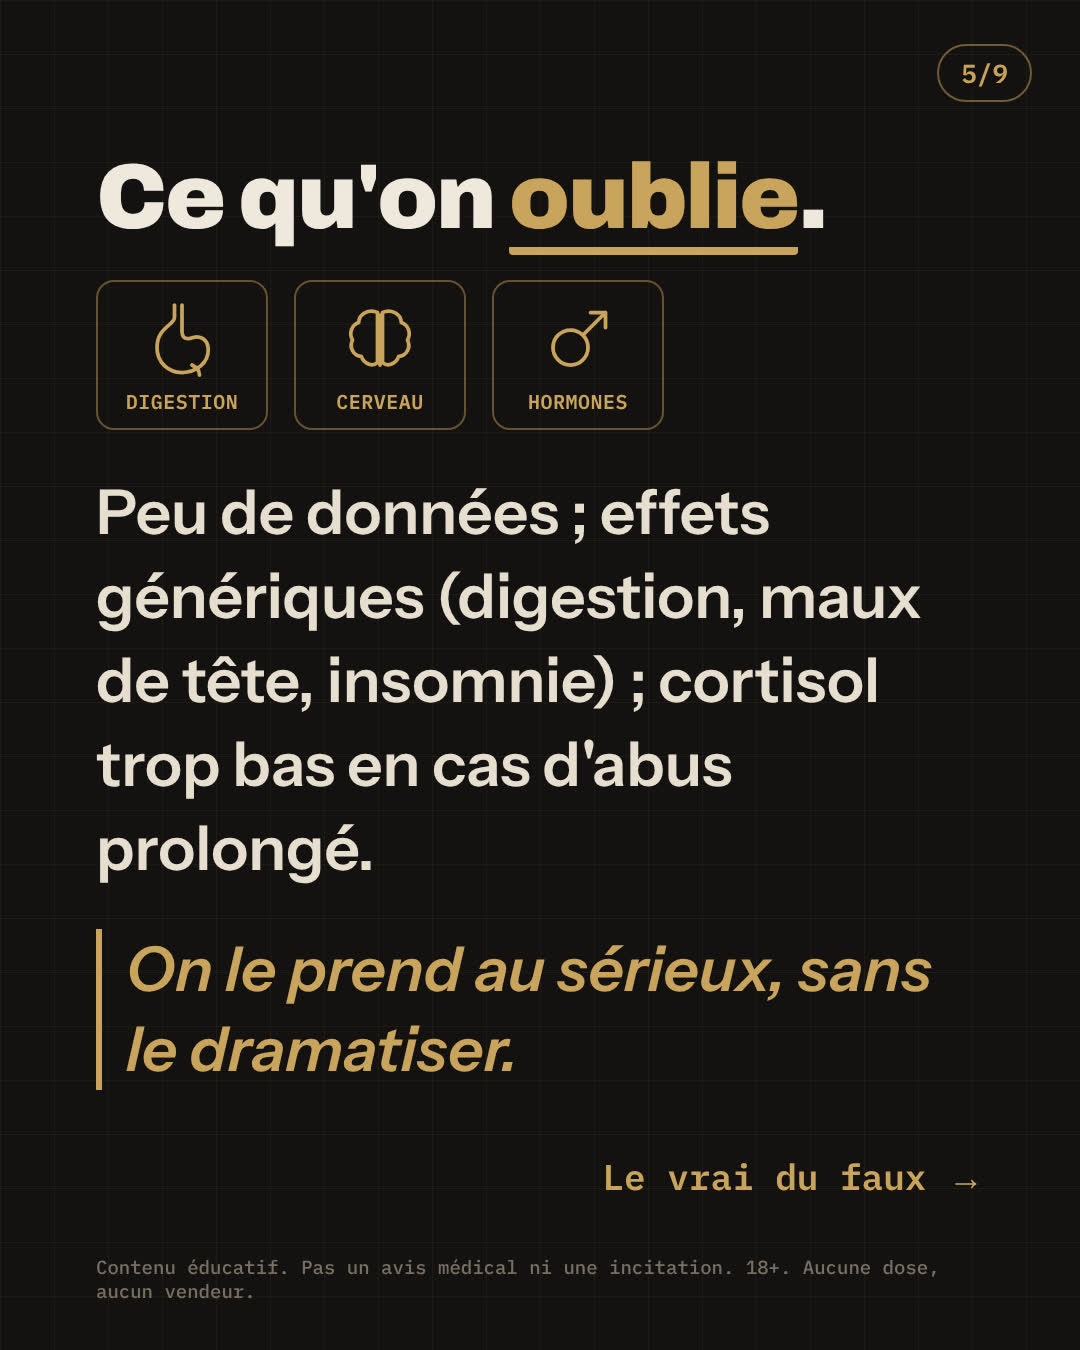 5/9
Ce qu'on oublie.
DIGESTION
CERVEAU
HORMONES
Peu de données ; effets
génériques (digestion, maux
de tête, insomnie) ; cortisol
trop bas en cas d'abus
prolongé.
On le prend au sérieux, sans
le dramatiser.
Le vrai du faux →
Contenu éducatif. Pas un avis médical ni une incitation. 18+. Aucune dose,
aucun vendeur.